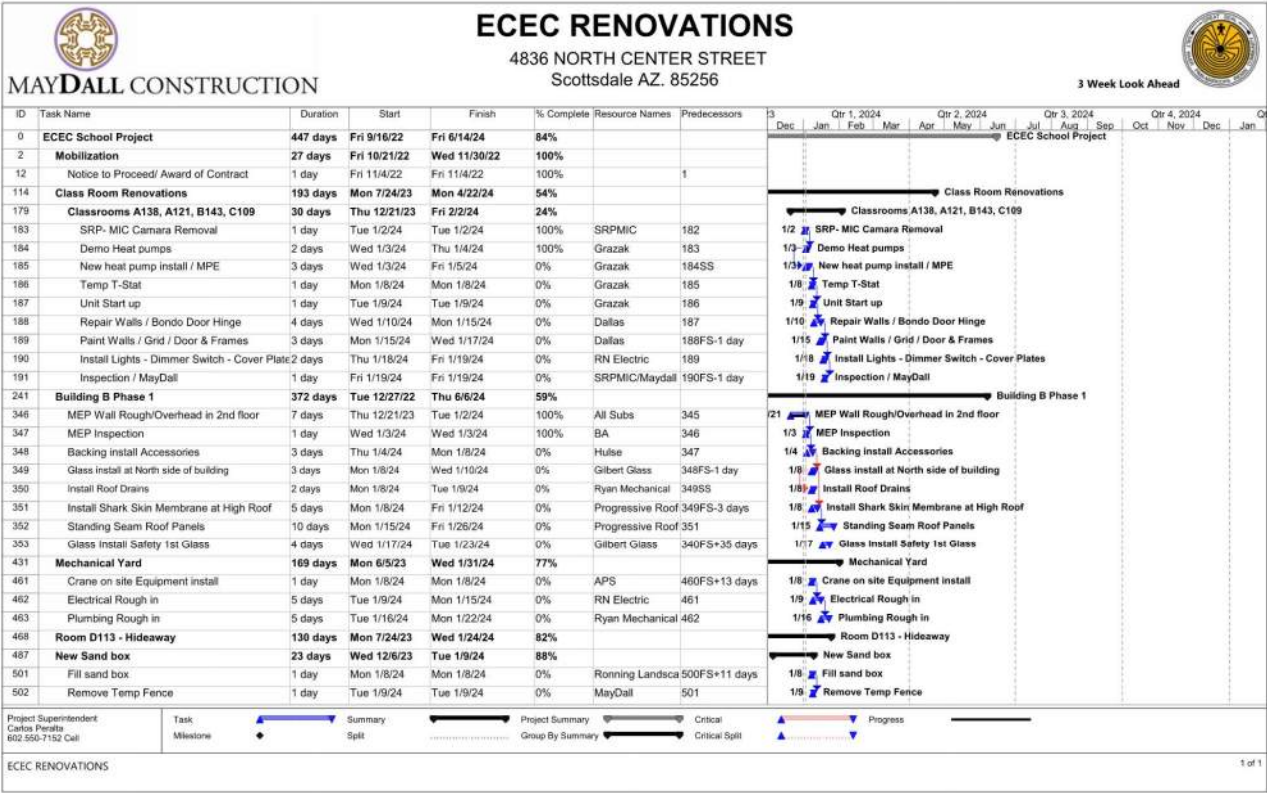 ECEC RENOVATIONS
4836 NORTH CENTER STREET
Scottsdale AZ. 85256
MAYDALL CONSTRUCTION
3 Week Look Ahead
ID Task Name Duration Start Finish % Complete Resource Names Predecessors
3 Qtr 1, 2024 Qtr 2, 2024 Qtr 3, 2024 Qtr 4, 2024 Q
Dec Jan Feb Mar Apr May Jun Jul Aug Sep Oct Nov Dec Jan
0 ECEC School Project 447 days Fri 9/16/22 Fri 6/14/24 84% ECEC School Project
2 Mobilization 27 days Fri 10/21/22 Wed 11/30/22 100%
12 Notice to Proceed/ Award of Contract 1 day Fri 11/4/22 Fri 11/4/22 100% 1
114 Class Room Renovations 193 days Mon 7/24/23 Mon 4/22/24 54% Class Room Renovations
179 Classrooms A138, A121, B143, C109 30 days Thu 12/21/23 Fri 2/2/24 24% Classrooms A138, A121, B143, C109
183 SRP- MIC Camara Removal 1 day Tue 1/2/24 Tue 1/2/24 100% SRPMIC 182 1/2 SRP- MIC Camara Removal
184 Demo Heat pumps 2 days Wed 1/3/24 Thu 1/4/24 100% Grazak 183 1/3 Demo Heat pumps
185 New heat pump install / MPE 3 days Wed 1/3/24 Fri 1/5/24 0% Grazak 184SS 1/3 New heat pump install / MPE
186 Temp T-Stat 1 day Mon 1/8/24 Mon 1/8/24 0% Grazak 185 1/8 Temp T-Stat
187 Unit Start up 1 day Tue 1/9/24 Tue 1/9/24 0% Grazak 186 1/9 Unit Start up
188 Repair Walls / Bondo Door Hinge 4 days Wed 1/10/24 Mon 1/15/24 0% Dallas 187 1/10 Repair Walls / Bondo Door Hinge
189 Paint Walls / Grid / Door & Frames 3 days Mon 1/15/24 Wed 1/17/24 0% Dallas 188FS-1 day 1/15 Paint Walls / Grid / Door & Frames
190 Install Lights - Dimmer Switch - Cover Plate 2 days Thu 1/18/24 Fri 1/19/24 0% RN Electric 189 1/18 Install Lights - Dimmer Switch - Cover Plates
191 Inspection / MayDall 1 day Fri 1/19/24 Fri 1/19/24 0% SRPMIC/Maydall 190FS-1 day 1/19 Inspection / MayDall
241 Building B Phase 1 372 days Tue 12/27/22 Thu 6/6/24 59% Building B Phase 1
346 MEP Wall Rough/Overhead in 2nd floor 7 days Thu 12/21/23 Tue 1/2/24 100% All Subs 345 /21 MEP Wall Rough/Overhead in 2nd floor
347 MEP Inspection 1 day Wed 1/3/24 Wed 1/3/24 100% BA 346 1/3 MEP Inspection
348 Backing install Accessories 3 days Thu 1/4/24 Mon 1/8/24 0% Hulse 347 1/4 Backing install Accessories
349 Glass install at North side of building 3 days Mon 1/8/24 Wed 1/10/24 0% Gilbert Glass 348FS-1 day 1/8 Glass install at North side of building
350 Install Roof Drains 2 days Mon 1/8/24 Tue 1/9/24 0% Ryan Mechanical 349SS 1/8 Install Roof Drains
351 Install Shark Skin Membrane at High Roof 5 days Mon 1/8/24 Fri 1/12/24 0% Progressive Roof 349FS-3 days 1/8 Install Shark Skin Membrane at High Roof
352 Standing Seam Roof Panels 10 days Mon 1/15/24 Fri 1/26/24 0% Progressive Roof 351 1/15 Standing Seam Roof Panels
353 Glass Install Safety 1st Glass 4 days Wed 1/17/24 Tue 1/23/24 0% Gilbert Glass 340FS+35 days 1/17 Glass Install Safety 1st Glass
431 Mechanical Yard 169 days Mon 6/5/23 Wed 1/31/24 77% Mechanical Yard
461 Crane on site Equipment install 1 day Mon 1/8/24 Mon 1/8/24 0% APS 460FS+13 days 1/8 Crane on site Equipment install
462 Electrical Rough in 5 days Tue 1/9/24 Mon 1/15/24 0% RN Electric 461 1/9 Electrical Rough in
463 Plumbing Rough in 5 days Tue 1/16/24 Mon 1/22/24 0% Ryan Mechanical 462 1/16 Plumbing Rough in
468 Room D113 - Hideaway 130 days Mon 7/24/23 Wed 1/24/24 82% Room D113 - Hideaway
487 New Sand box 23 days Wed 12/6/23 Tue 1/9/24 88% New Sand box
501 Fill sand box 1 day Mon 1/8/24 Mon 1/8/24 0% Ronning Landsca 500FS+11 days 1/8 Fill sand box
502 Remove Temp Fence 1 day Tue 1/9/24 Tue 1/9/24 0% MayDall 501 1/9 Remove Temp Fence
Project Superintendent
Carlos Peralta
602.550-7152 Cell
Task Summary Project Summary Critical Progress
Milestone Split Group By Summary Critical Split
ECEC RENOVATIONS
1 of 1